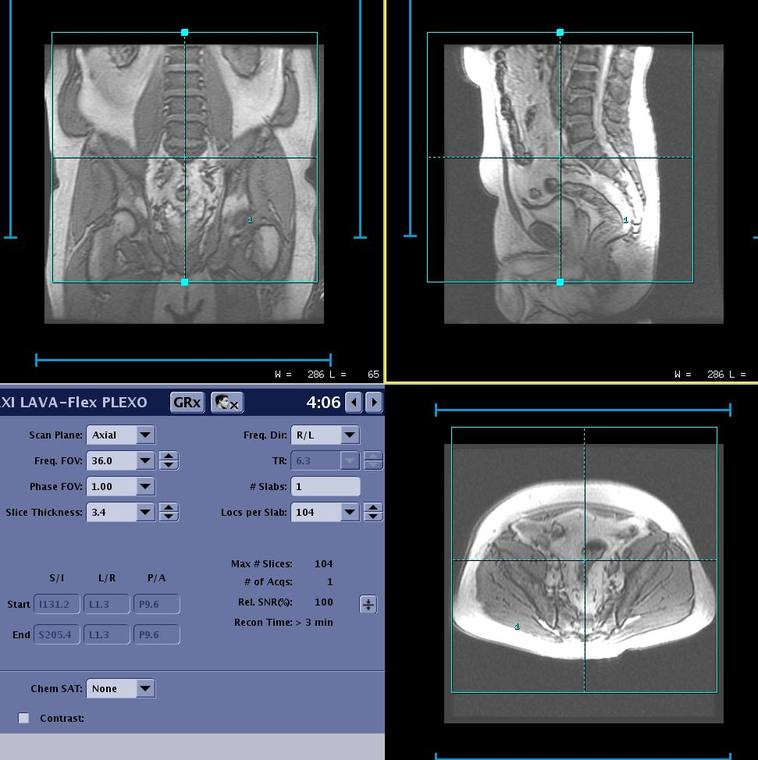 1
1
W = 286 L = 65
W = 286 L =
XI LAVA-Flex PLEXO GRx x 4:06
Scan Plane: Axial Freq. Dir: R/L
Freq. FOV: 36.0 TR: 6.3
Phase FOV: 1.00 # Slabs: 1
Slice Thickness: 3.4 Locs per Slab: 104
Max # Slices: 104
S/I L/R P/A
# of Acqs: 1
Start I131.2 L1.3 P9.6
Rel. SNR(%): 100
Recon Time: > 3 min
End S205.4 L1.3 P9.6
Chem SAT: None
Contrast:
1